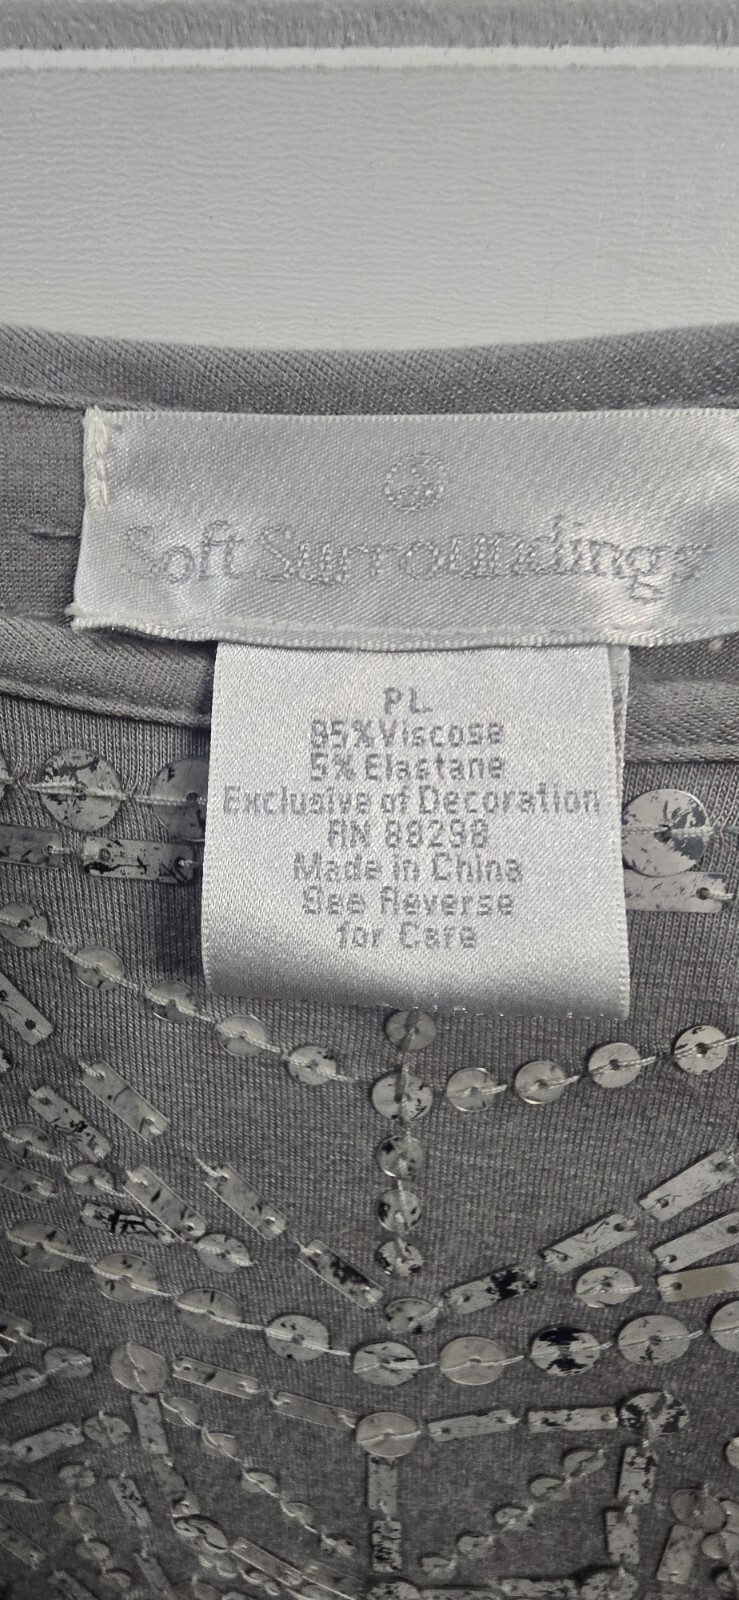 Soft Surroundings
PL
95% Viscose
5% Elastane
Exclusive of Decoration
RN 88298
Made in China
See Reverse
for Care